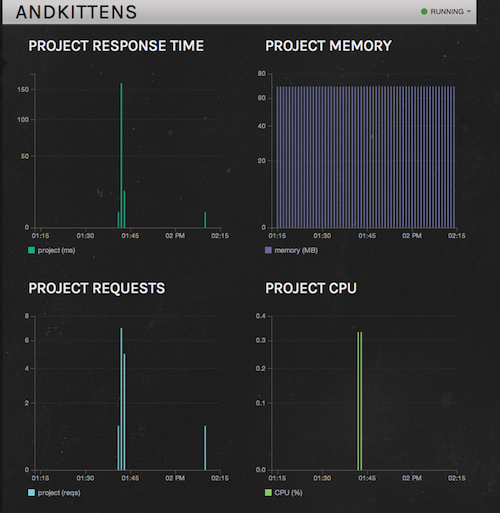 ANDKITTENS
RUNNING
PROJECT RESPONSE TIME
150
100
50
0
01:15 01:30 01:45 02 PM 02:15
project (ms)
PROJECT MEMORY
80
60
40
20
0
01:15 01:30 01:45 02 PM 02:15
memory (MB)
PROJECT REQUESTS
8
6
4
2
0
01:15 01:30 01:45 02 PM 02:15
project (reqs)
PROJECT CPU
0.4
0.3
0.2
0.1
0.0
01:15 01:30 01:45 02 PM 02:15
CPU (%)